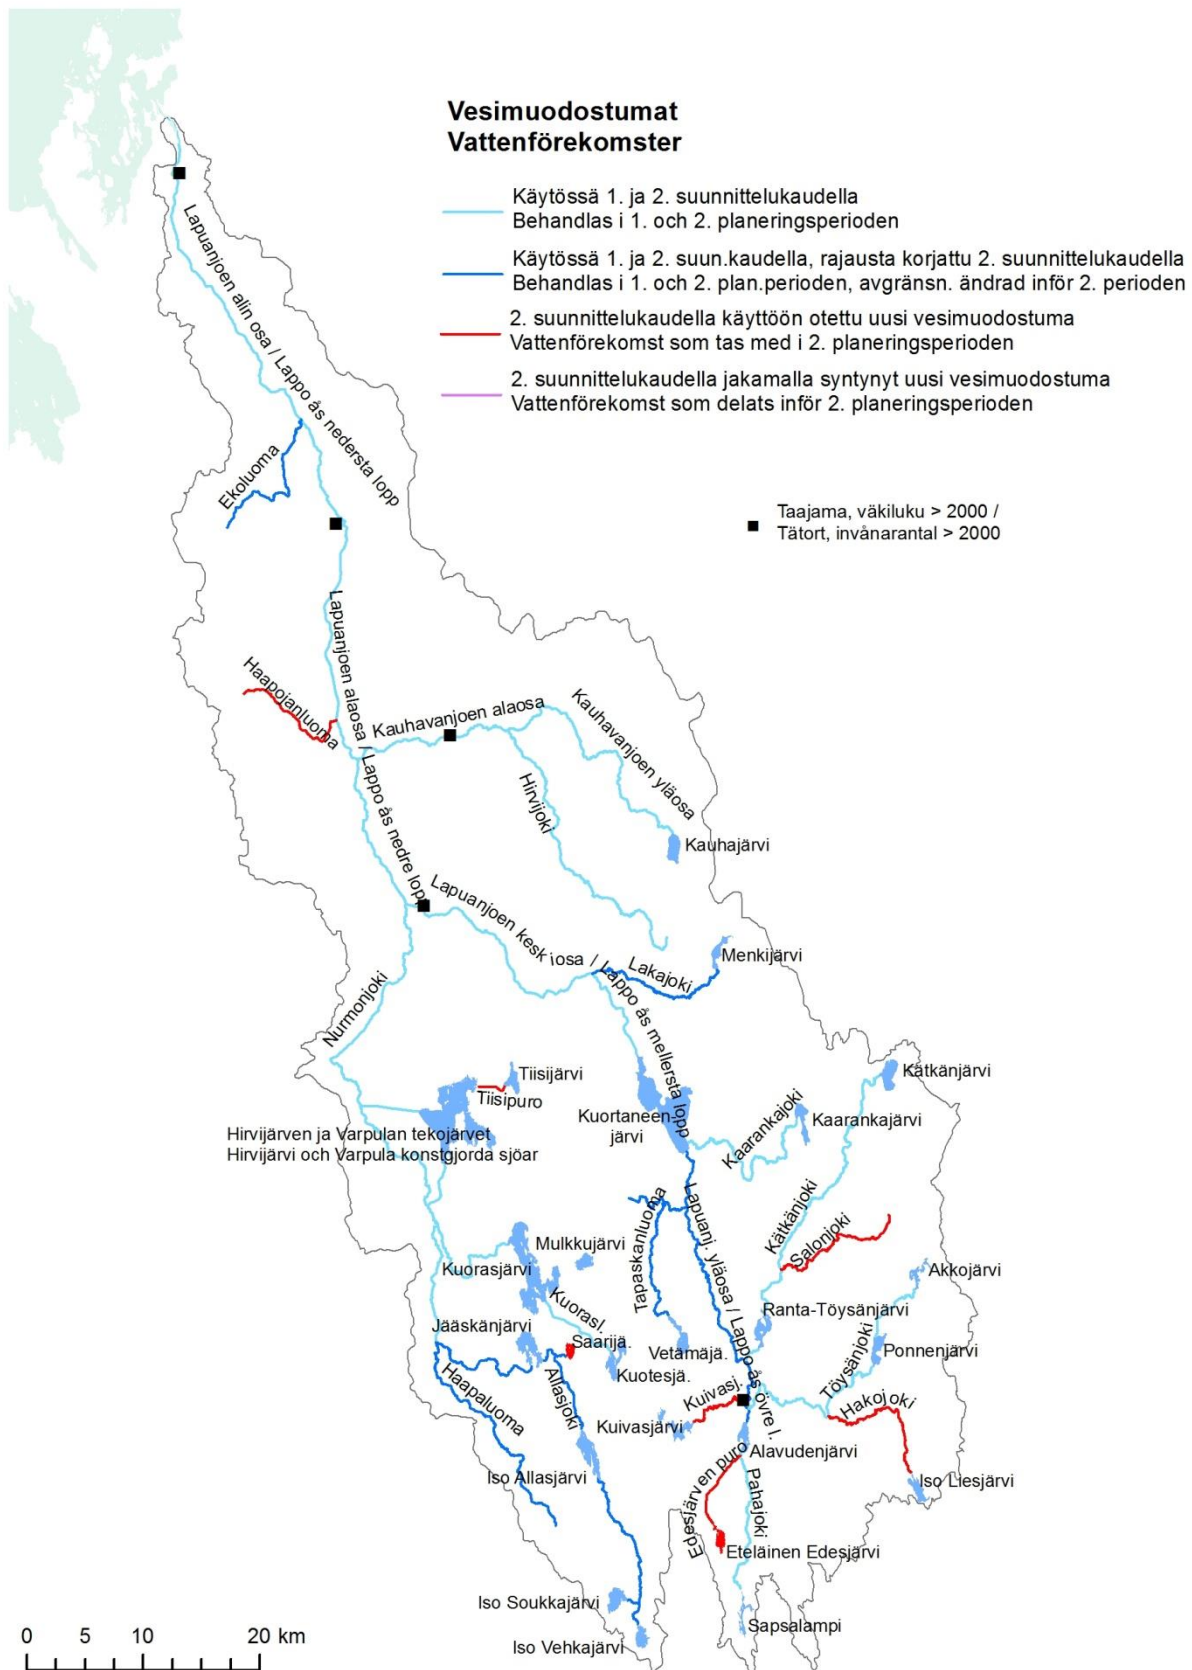 Vesimuodostumat
Vattenförekomster
Käytössä 1. ja 2. suunnittelukaudella
Behandlas i 1. och 2. planeringsperioden
Käytössä 1. ja 2. suun.kaudella, rajausta korjattu 2. suunnittelukaudella
Behandlas i 1. och 2. plan.perioden, avgränsn. ändrad inför 2. perioden
2. suunnittelukaudella käyttöön otettu uusi vesimuodostuma
Vattenförekomst som tas med i 2. planeringsperioden
2. suunnittelukaudella jakamalla syntynyt uusi vesimuodostuma
Vattenförekomst som delats inför 2. planeringsperioden
Taajama, väkiluku > 2000 /
Tätort, invånarantal > 2000
Lapuanjoen alin osa / Lappo ås nedersta lopp
Ekoluoma
Lapuanjoen alaosa / Lappo ås nedre lopp
Haapojanluoma
Kauhavanjoen alaosa
Kauhavanjoen yläosa
Hirvijoki
Kauhajärvi
Lapuanjoen keskiosa / Lappo ås mellersta lopp
Lakajoki
Menkijärvi
Nurmonjoki
Tiisijärvi
Tiisipuro
Kuortaneen-
järvi
Kaarankajoki
Kaarankajärvi
Kätkänjärvi
Hirvijärven ja Varpulan tekojärvet
Hirvijärvi och Varpula konstgjorda sjöar
Kätkänjoki
Salonjoki
Tapaskanluoma
Lapuanj. yläosa / Lappo ås övre l.
Mulkkujärvi
Kuorasjärvi
Kuorasl.
Akkojärvi
Ranta-Töysänjärvi
Jääskänjärvi
Saarijä.
Vetämäjä.
Ponnenjärvi
Töysänjoki
Kuotesjä.
Haapaluoma
Allasjoki
Kuivasj.
Hakojoki
Kuivasjärvi
Alavudenjärvi
Iso Allasjärvi
Edesjärven puro
Pahajoki
Iso Liesjärvi
Eteläinen Edesjärvi
Iso Soukkajärvi
Sapsalampi
Iso Vehkajärvi
0 5 10 20 km